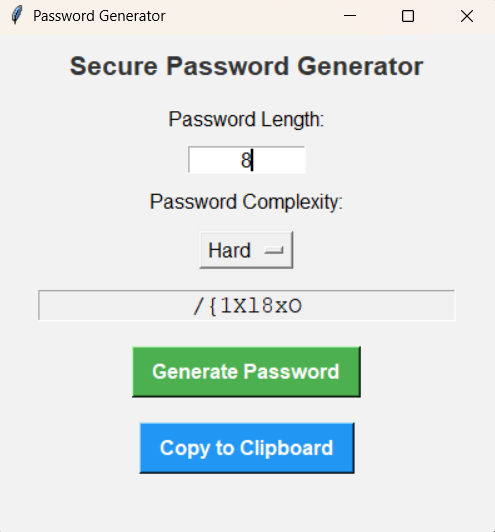 Password Generator
Secure Password Generator
Password Length:
8
Password Complexity:
Hard
/{1Xl8xO
Generate Password
Copy to Clipboard